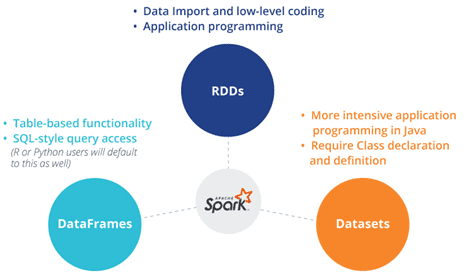 • Data Import and low-level coding
• Application programming
RDDs
• Table-based functionality
• SQL-style query access
(R or Python users will default
to this as well)
• More intensive application
programming in Java
• Require Class declaration
and definition
DataFrames
APACHE
Spark
Datasets